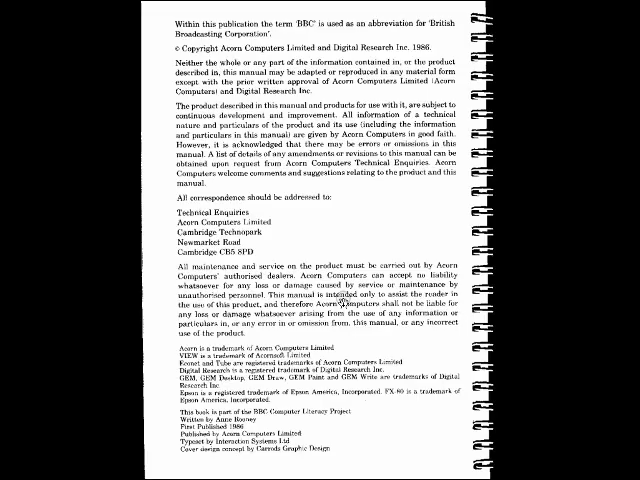 Within this publication the term 'BBC' is used as an abbreviation for 'British
Broadcasting Corporation'.
© Copyright Acorn Computers Limited and Digital Research Inc. 1986.
Neither the whole or any part of the information contained in, or the product
described in, this manual may be adapted or reproduced in any material form
except with the prior written approval of Acorn Computers Limited (Acorn
Computers) and Digital Research Inc.
The product described in this manual and products for use with it, are subject to
continuous development and improvement. All information of a technical
nature and particulars of the product and its use (including the information
and particulars in this manual) are given by Acorn Computers in good faith.
However, it is acknowledged that there may be errors or omissions in this
manual. A list of details of any amendments or revisions to this manual can be
obtained upon request from Acorn Computers Technical Enquiries. Acorn
Computers welcome comments and suggestions relating to the product and this
manual.
All correspondence should be addressed to:
Technical Enquiries
Acorn Computers Limited
Cambridge Technopark
Newmarket Road
Cambridge CB5 8PD
All maintenance and service on the product must be carried out by Acorn
Computers' authorised dealers. Acorn Computers can accept no liability
whatsoever for any loss or damage caused by service or maintenance by
unauthorised personnel. This manual is intended only to assist the reader in
the use of this product, and therefore Acorn Computers shall not be liable for
any loss or damage whatsoever arising from the use of any information or
particulars in, or any error in or omission from, this manual, or any incorrect
use of the product.
Acorn is a trademark of Acorn Computers Limited
VIEW is a trademark of Acornsoft Limited
Econet and Tube are registered trademarks of Acorn Computers Limited
Digital Research is a registered trademark of Digital Research Inc.
GEM, GEM Desktop, GEM Draw, GEM Paint and GEM Write are trademarks of Digital
Research Inc.
Epson is a registered trademark of Epson America, Incorporated. FX-80 is a trademark of
Epson America, Incorporated.
This book is part of the BBC Computer Literacy Project
Written by Anne Rooney
First Published 1986
Published by Acorn Computers Limited
Typeset by Interaction Systems Ltd
Cover design concept by Carrods Graphic Design